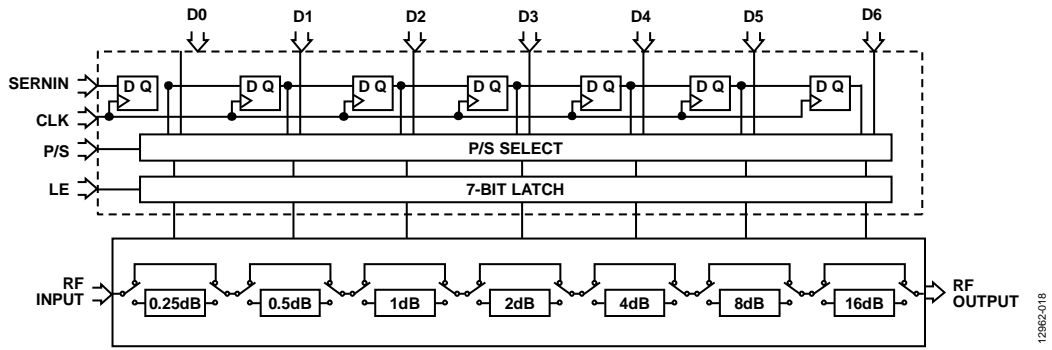 D0 D1 D2 D3 D4 D5 D6
SERNIN
D Q D Q D Q D Q D Q D Q D Q
CLK
P/S
P/S SELECT
LE
7-BIT LATCH
RF INPUT
0.25dB 0.5dB 1dB 2dB 4dB 8dB 16dB
RF OUTPUT
12962-018